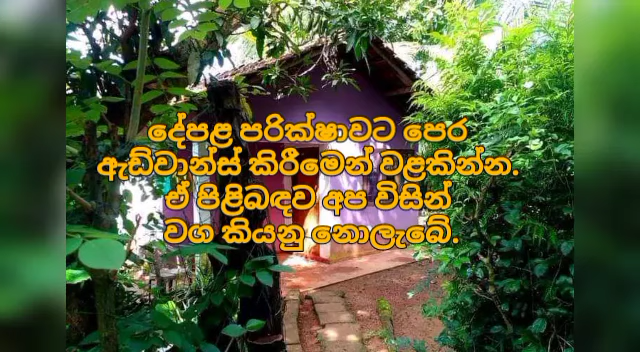 දේපළ පරික්ෂාවට පෙර
ඇඩ්වාන්ස් කිරීමෙන් වළකින්න.
ඒ පිළිබඳව අප විසින්
වග කියනු නොලැබේ.